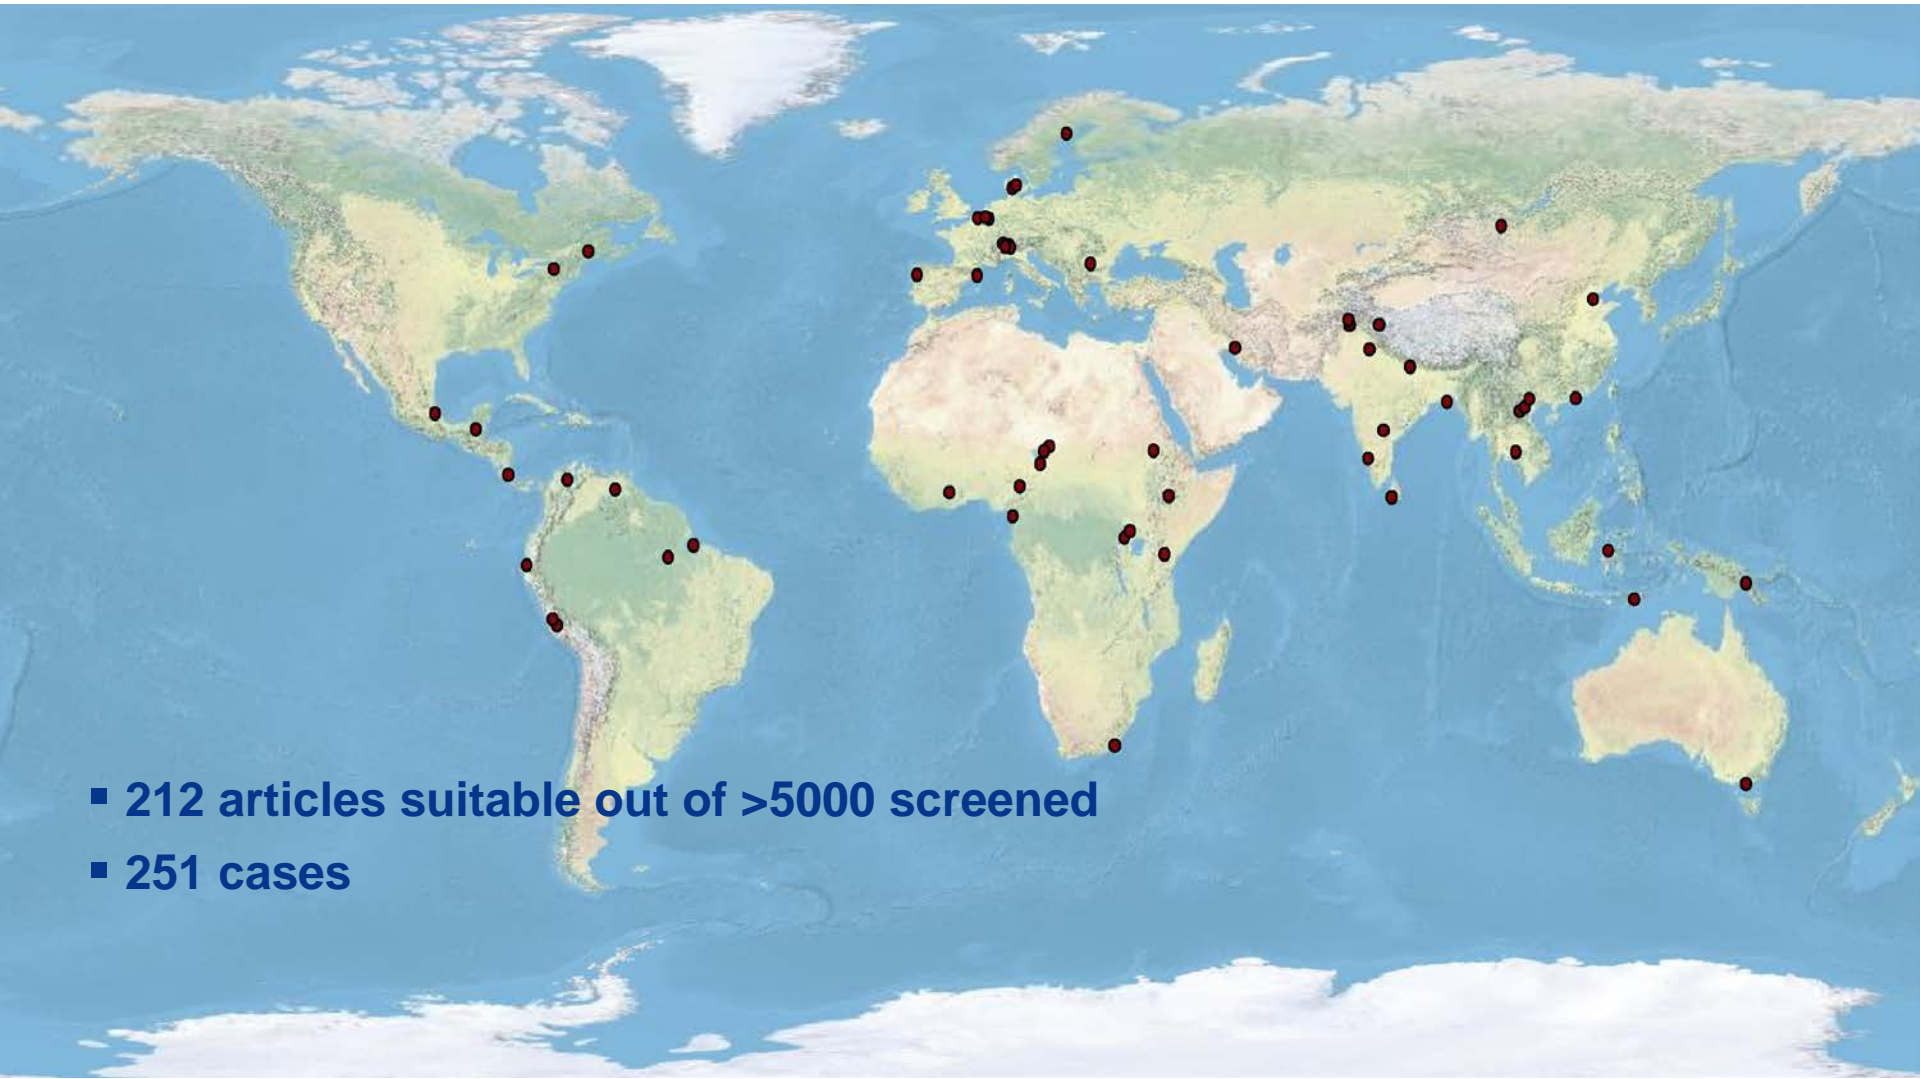 ▪ 212 articles suitable out of >5000 screened
▪ 251 cases